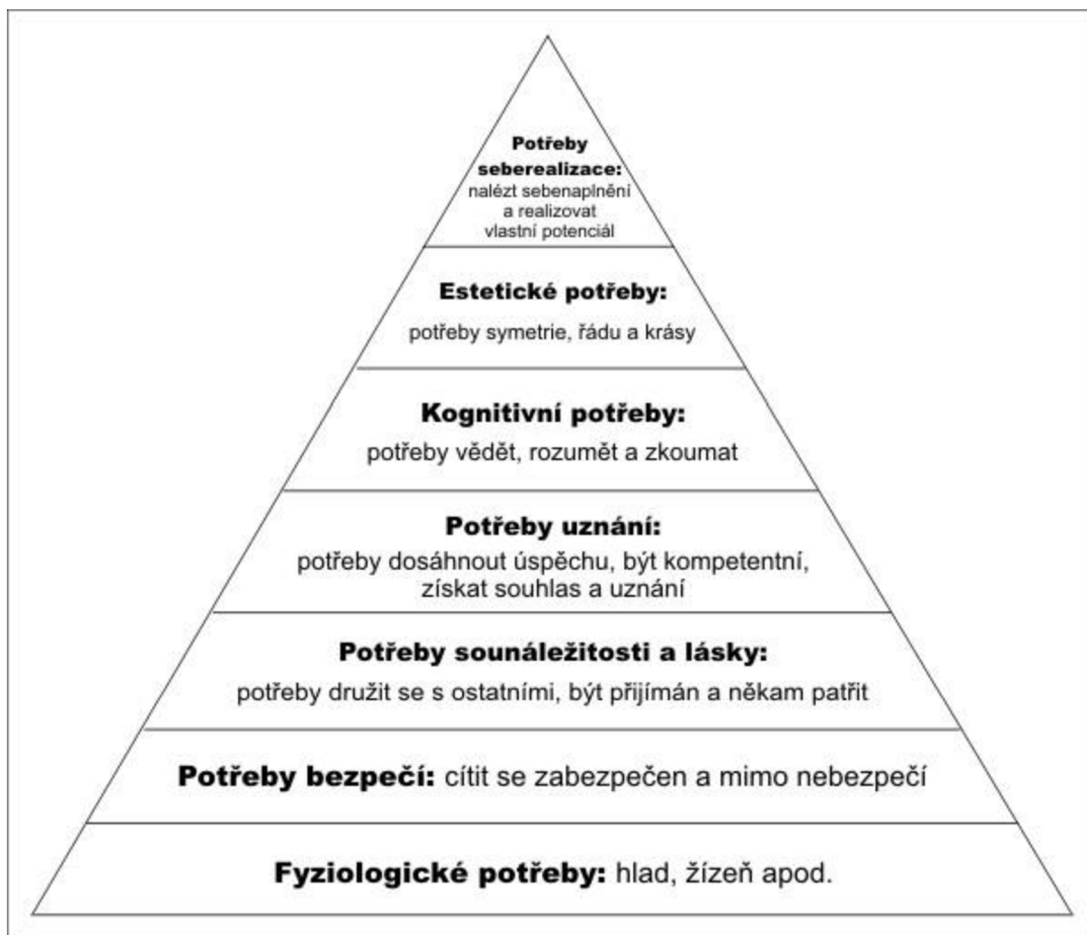 Potřeby
seberealizace:
nalézt sebenaplnění
a realizovat
vlastní potenciál
Estetické potřeby:
potřeby symetrie, řádu a krásy
Kognitivní potřeby:
potřeby vědět, rozumět a zkoumat
Potřeby uznání:
potřeby dosáhnout úspěchu, být kompetentní,
získat souhlas a uznání
Potřeby sounáležitosti a lásky:
potřeby družit se s ostatními, být přijímán a někam patřit
Potřeby bezpečí: cítit se zabezpečen a mimo nebezpečí
Fyziologické potřeby: hlad, žízeň apod.